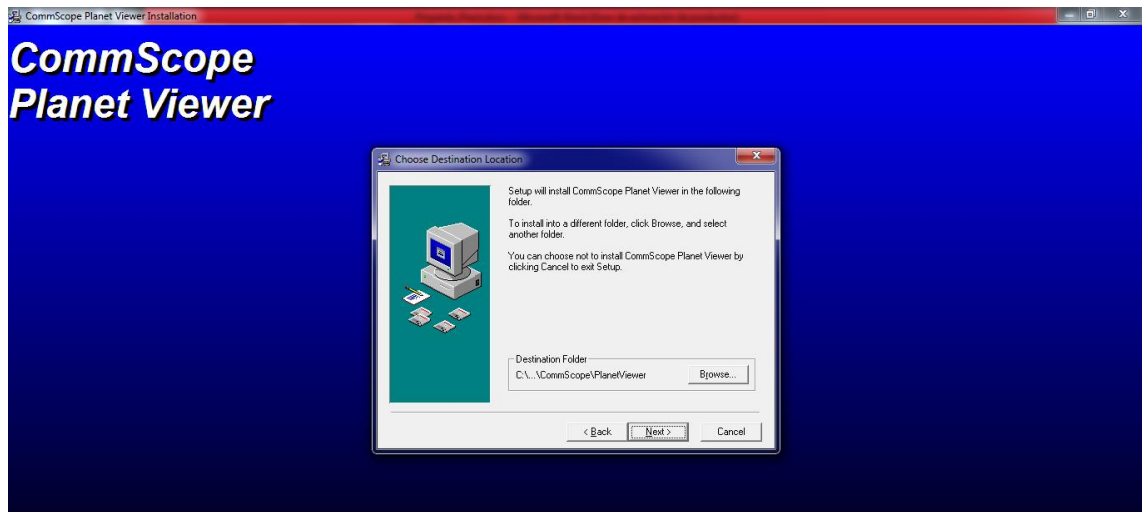 CommScope Planet Viewer Installation
CommScope
Planet Viewer
Choose Destination Location
Setup will install CommScope Planet Viewer in the following
folder.
To install into a different folder, click Browse, and select
another folder.
You can choose not to install CommScope Planet Viewer by
clicking Cancel to exit Setup.
Destination Folder
C:\...\CommScope\PlanetViewer
Browse...
< Back
Next >
Cancel